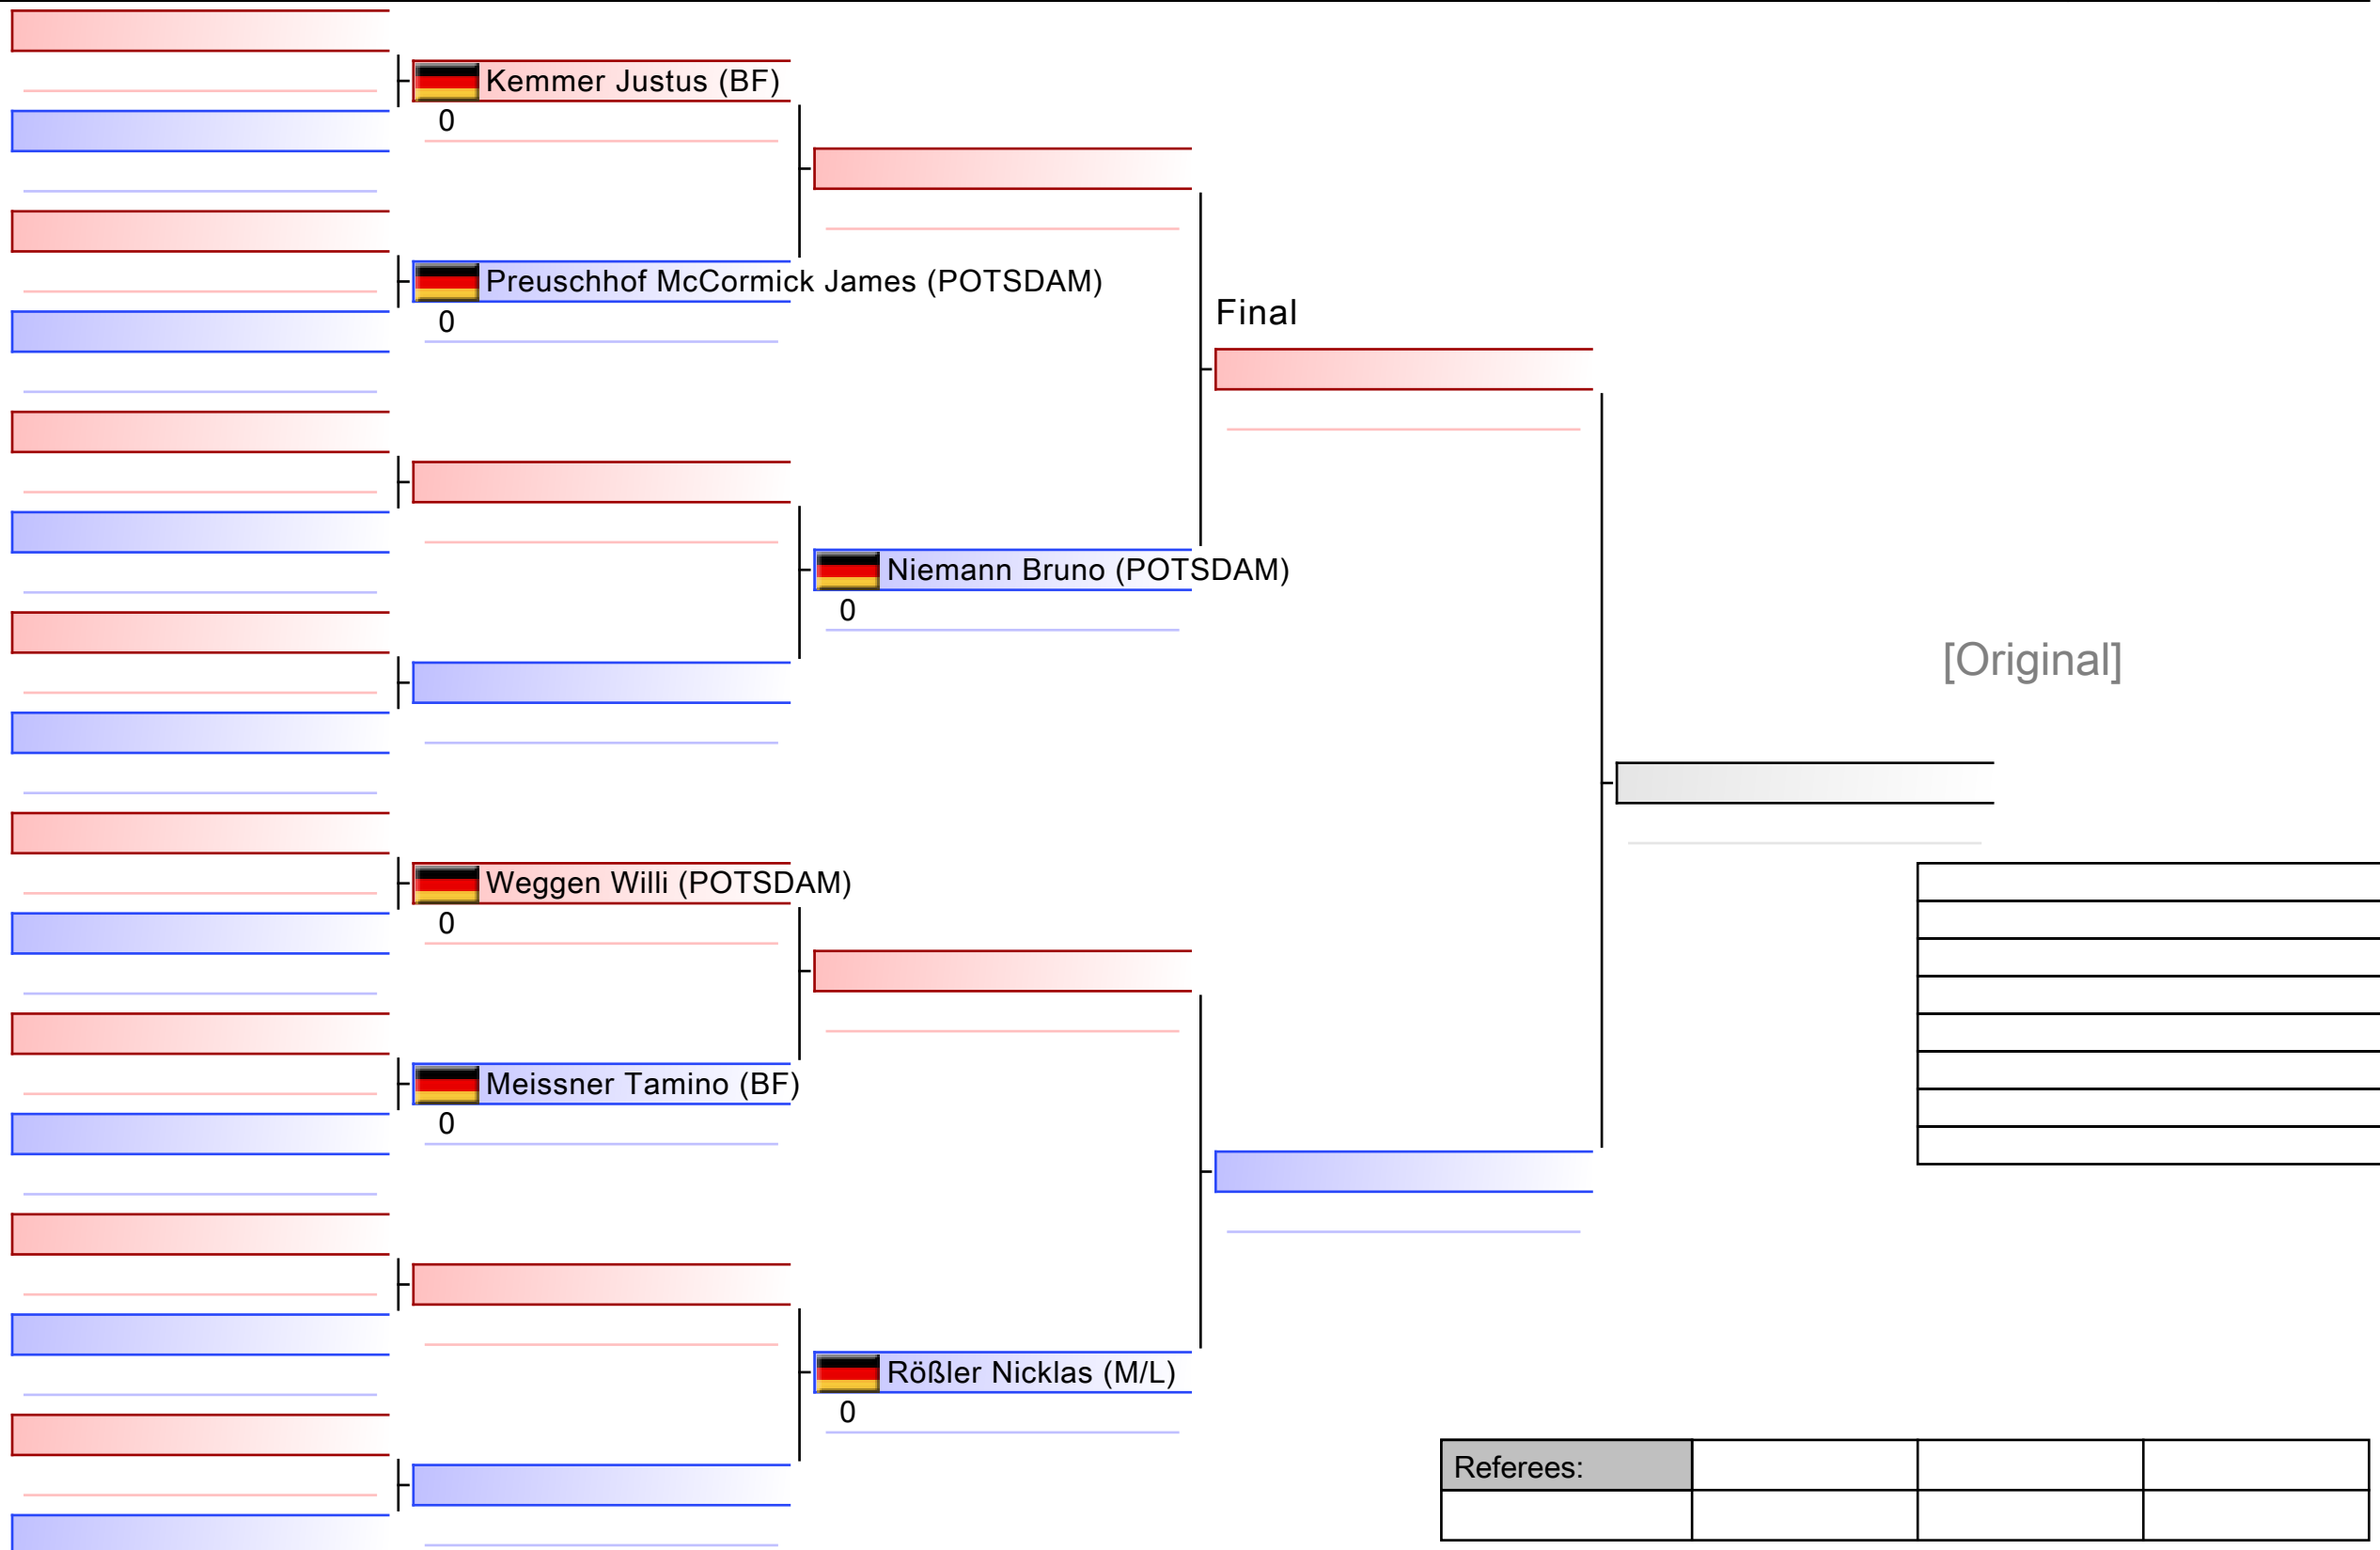 Kemmer Justus (BF)
0
Preuschhof McCormick James (POTSDAM)
0
Final
Niemann Bruno (POTSDAM)
0
[Original]
Weggen Willi (POTSDAM)
0
Meissner Tamino (BF)
0
Rößler Nicklas (M/L)
0
Referees: